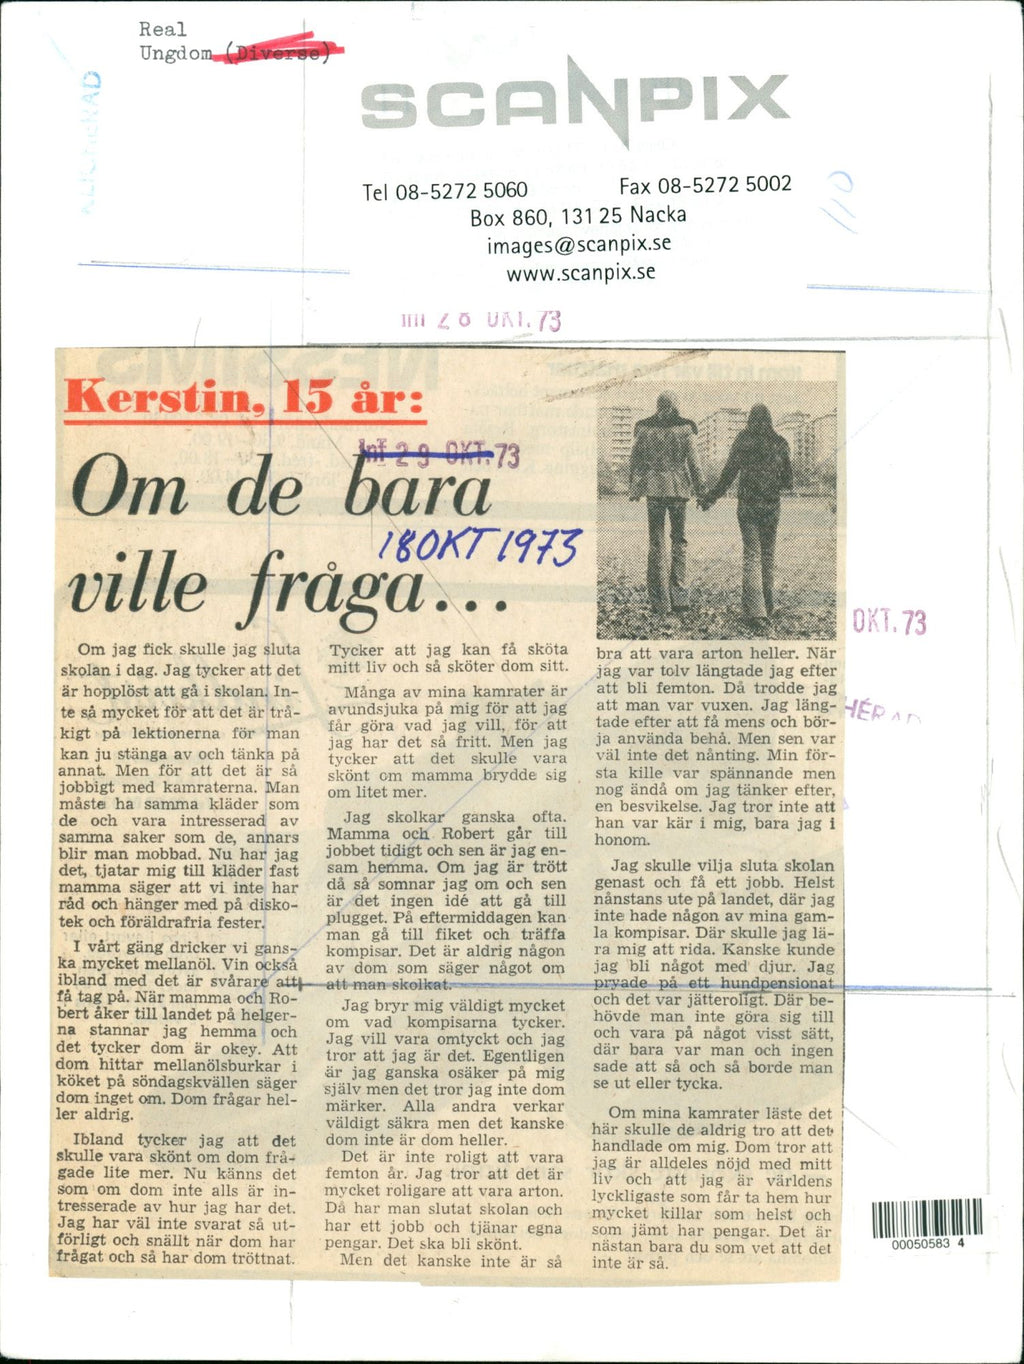 Real
Ungdom (Diverse)
SCANPIX
Tel 08-5272 5060 Fax 08-5272 5002
Box 860, 131 25 Nacka
images@scanpix.se
www.scanpix.se
110
28 OKT. 73
Kerstin, 15 år:
Int 29 OKT. 73
Om de bara
18 OKT 1973
ville fråga...
OKT. 73
Om jag fick skulle jag sluta
skolan i dag. Jag tycker att det
är hopplöst att gå i skolan. In-
te så mycket för att det är trå-
kigt på lektionerna för man
kan ju stänga av och tänka på
annat. Men för att det är så
jobbigt med kamraterna. Man
måste ha samma kläder som
de och vara intresserad av
samma saker som de, annars
blir man mobbad. Nu har jag
det, tjatar mig till kläder fast
mamma säger att vi inte har
råd och hänger med på disko-
tek och föräldrafria fester.
I vårt gäng dricker vi gans-
ka mycket mellanöl. Vin också
ibland med det är svårare att
få tag på. När mamma och Ro-
bert åker till landet på helger-
na stannar jag hemma och
det tycker dom är okey. Att
dom hittar mellanölsburkar i
köket på söndagskvällen säger
dom inget om. Dom frågar hel-
ler aldrig.
Ibland tycker jag att det
skulle vara skönt om dom frå-
gade lite mer. Nu känns det
som om dom inte alls är in-
tresserade av hur jag har det.
Jag har väl inte svarat så ut-
förligt och snällt när dom har
frågat och så har dom tröttnat.
Tycker att jag kan få sköta
mitt liv och så sköter dom sitt.
Många av mina kamrater är
avundsjuka på mig för att jag
får göra vad jag vill, för att
jag har det så fritt. Men jag
tycker att det skulle vara
skönt om mamma brydde sig
om litet mer.
Jag skolkar ganska ofta.
Mamma och Robert går till
jobbet tidigt och sen är jag en-
sam hemma. Om jag är trött
då så somnar jag om och sen
är det ingen idé att gå till
plugget. På eftermiddagen kan
man gå till fiket och träffa
kompisar. Det är aldrig någon
av dom som säger något om
att man skolkat.
Jag bryr mig väldigt mycket
om vad kompisarna tycker.
Jag vill vara omtyckt och jag
tror att jag är det. Egentligen
är jag ganska osäker på mig
själv men det tror jag inte dom
märker. Alla andra verkar
väldigt säkra men det kanske
dom inte är dom heller.
Det är inte roligt att vara
femton år. Jag tror att det är
mycket roligare att vara arton.
Då har man slutat skolan och
har ett jobb och tjänar egna
pengar. Det ska bli skönt.
Men det kanske inte är så
bra att vara arton heller. När
jag var tolv längtade jag efter
att bli femton. Då trodde jag
att man var vuxen. Jag läng-
tade efter att få mens och bör-
ja använda behå. Men sen var
väl inte det nånting. Min för-
sta kille var spännande men
nog ändå om jag tänker efter,
en besvikelse. Jag tror inte att
han var kär i mig, bara jag i
honom.
Jag skulle vilja sluta skolan
genast och få ett jobb. Helst
nånstans ute på landet, där jag
inte hade någon av mina gam-
la kompisar. Där skulle jag lä-
ra mig att rida. Kanske kunde
jag bli något med djur. Jag
pryade på ett hundpensionat
och det var jätteroligt. Där be-
hövde man inte göra sig till
och vara på något visst sätt,
där bara var man och ingen
sade att så och så borde man
se ut eller tycka.
Om mina kamrater läste det
här skulle de aldrig tro att det
handlade om mig. Dom tror att
jag är alldeles nöjd med mitt
liv och att jag är världens
lyckligaste som får ta hem hur
mycket killar som helst och
som jämt har pengar. Det är
nästan bara du som vet att det
inte är så.
00050583 4